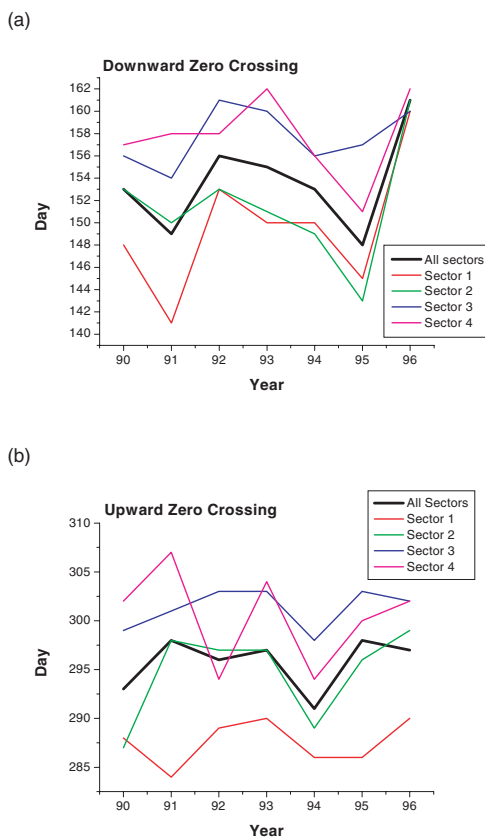 (a)
Downward Zero Crossing
162
160
158
156
154
152
150
148
146
144
142
140
Day
90 91 92 93 94 95 96
Year
All sectors
Sector 1
Sector 2
Sector 3
Sector 4
(b)
Upward Zero Crossing
All Sectors
Sector 1
Sector 2
Sector 3
Sector 4
310
305
300
295
290
285
Day
90 91 92 93 94 95 96
Year